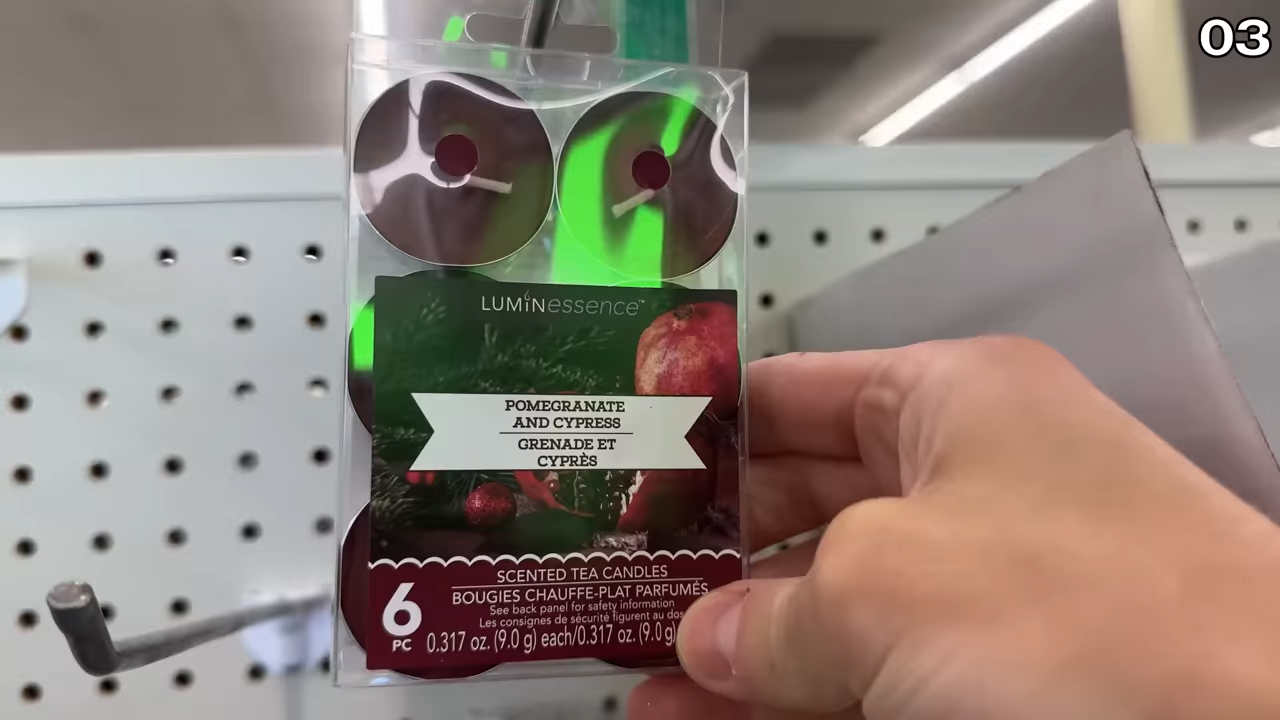 03
LUMINessence™
POMEGRANATE
AND CYPRESS
GRENADE ET
CYPRÈS
SCENTED TEA CANDLES
BOUGIES CHAUFFE-PLAT PARFUMÉS
See back panel for safety information
Les consignes de sécurité figurent au dos
6
PC
0.317 oz. (9.0 g) each/0.317 oz. (9.0 g)